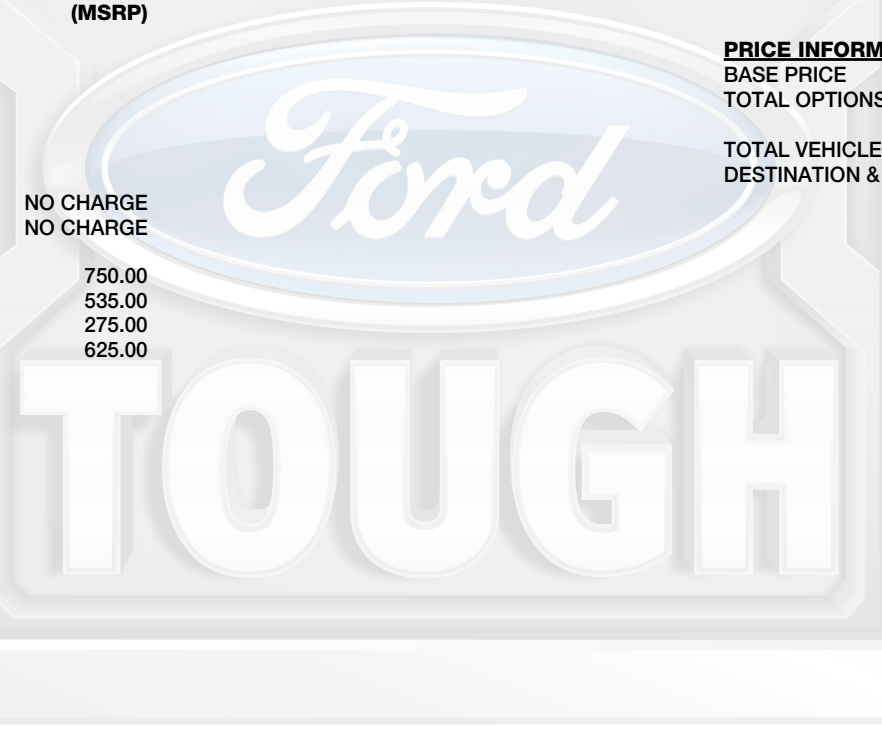 (MSRP)
NO CHARGE
NO CHARGE
750.00
535.00
275.00
625.00
PRICE INFORM
BASE PRICE
TOTAL OPTIONS
TOTAL VEHICLE
DESTINATION &
Ford
TOUGH